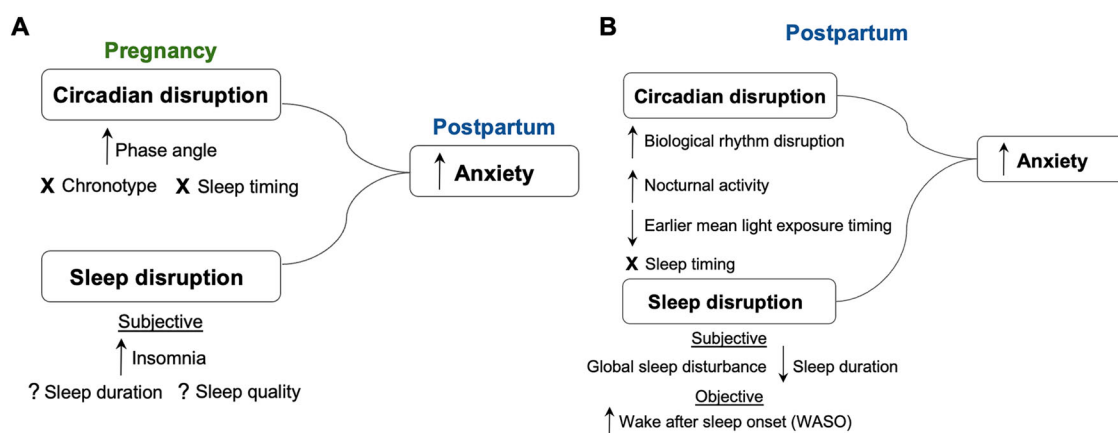 A
Pregnancy
Circadian disruption
Phase angle
X Chronotype X Sleep timing
Postpartum
Anxiety
Sleep disruption
Subjective
Insomnia
? Sleep duration ? Sleep quality
B
Postpartum
Circadian disruption
Biological rhythm disruption
Nocturnal activity
Earlier mean light exposure timing
X Sleep timing
Anxiety
Sleep disruption
Subjective
Global sleep disturbance Sleep duration
Objective
Wake after sleep onset (WASO)